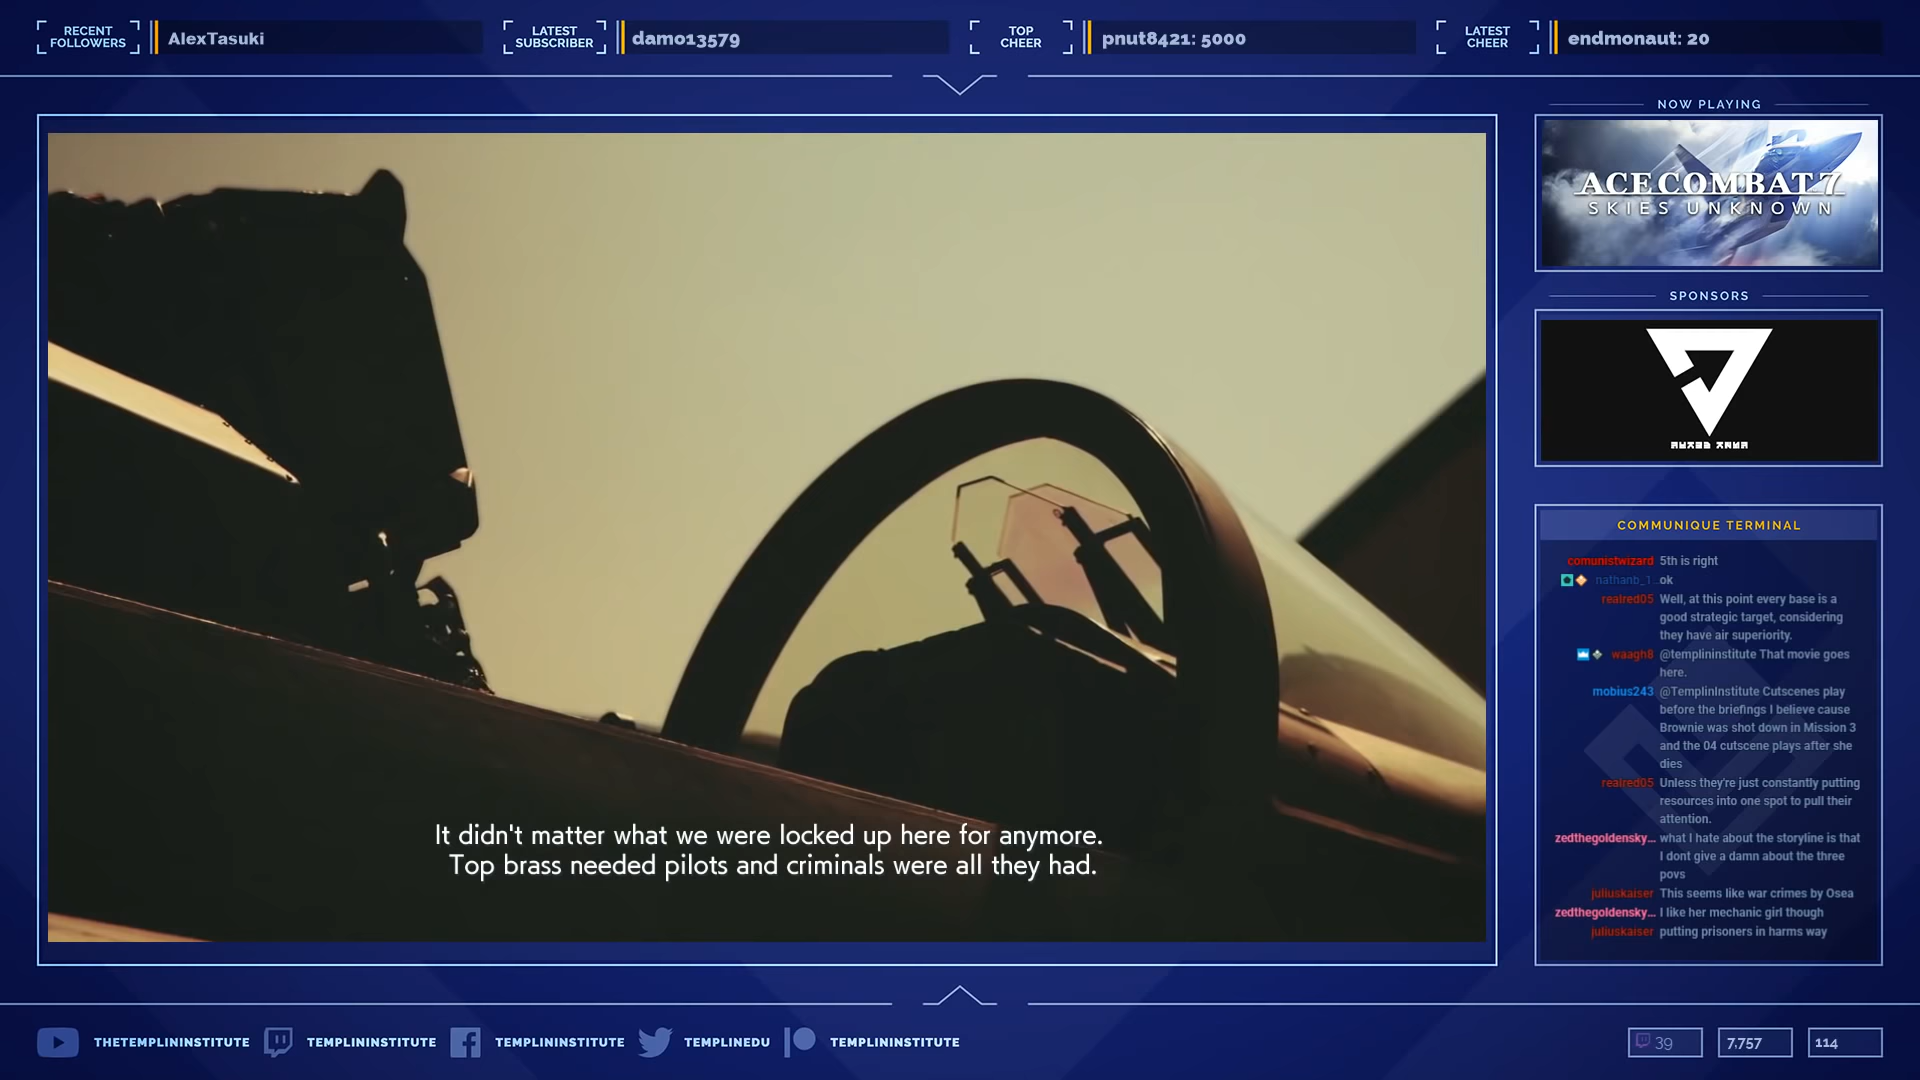 RECENT
FOLLOWERS
AlexTasuki
LATEST
SUBSCRIBER
damo13579
TOP
CHEER
pnut8421: 5000
LATEST
CHEER
endmonaut: 20
NOW PLAYING
ACE COMBAT 7
SKIES UNKNOWN
SPONSORS
COMMUNIQUE TERMINAL
comunistwizard 5th is right
nathanb_1... ok
realred05 Well, at this point every base is a
good strategic target, considering
they have air superiority.
waagh8 @templininstitute That movie goes
here.
mobius243 @TemplinInstitute Cutscenes play
before the briefings I believe cause
Brownie was shot down in Mission 3
and the 04 cutscene plays after she
dies
realred05 Unless they're just constantly putting
resources into one spot to pull their
attention.
zedthegoldensky... what I hate about the storyline is that
I dont give a damn about the three
povs
juliuskaiser This seems like war crimes by Osea
zedthegoldensky... I like her mechanic girl though
juliuskaiser putting prisoners in harms way
It didn't matter what we were locked up here for anymore.
Top brass needed pilots and criminals were all they had.
THETEMPLININSTITUTE
TEMPLININSTITUTE
TEMPLININSTITUTE
TEMPLINEDU
TEMPLININSTITUTE
39
7,757
114